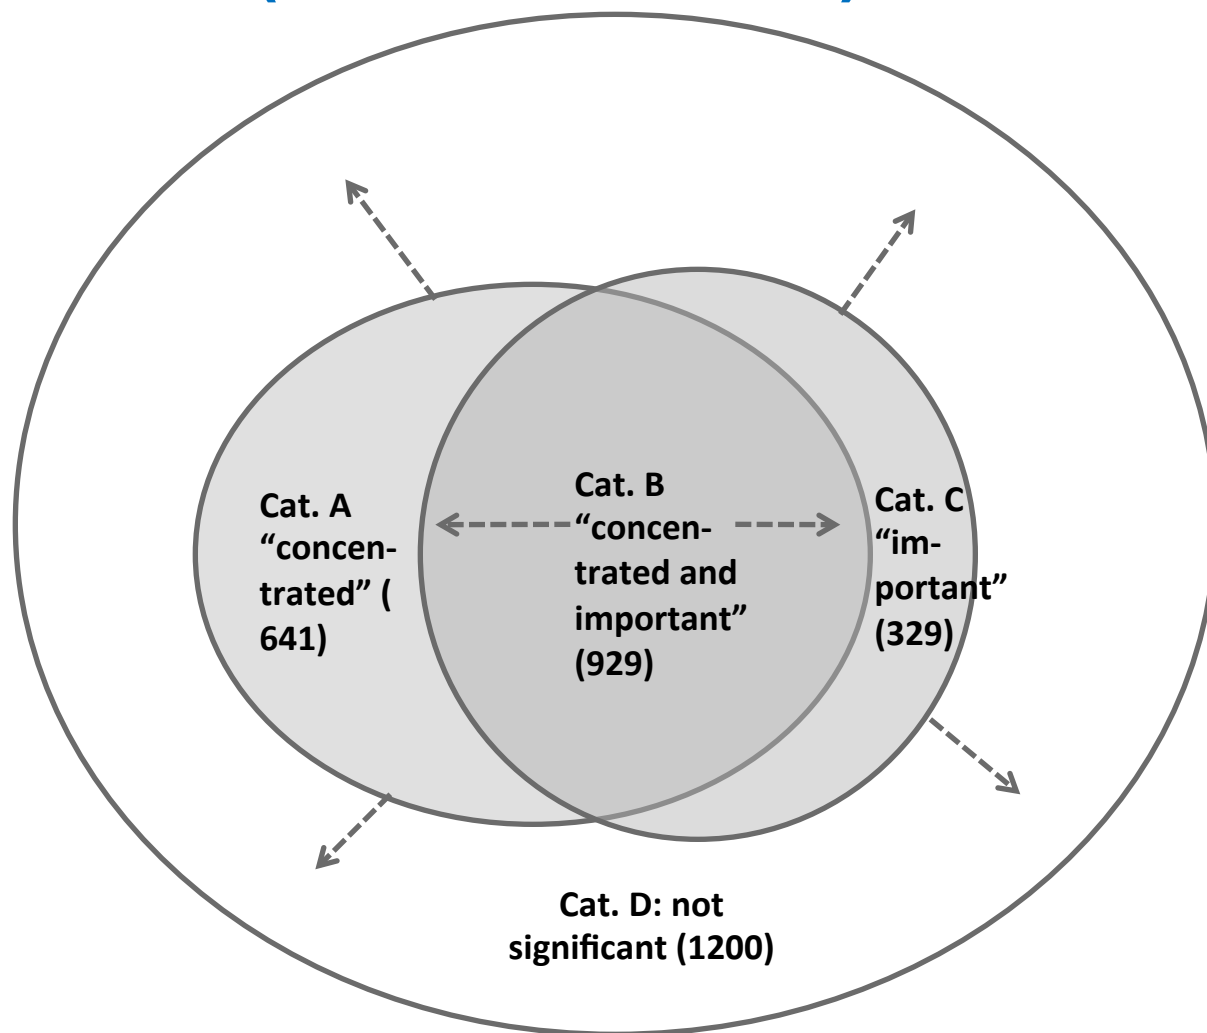 Cat. A
“concen-
trated” (
641)
Cat. B
“concen-
trated and
important”
(929)
Cat. C
“im-
portant”
(329)
Cat. D: not
significant (1200)